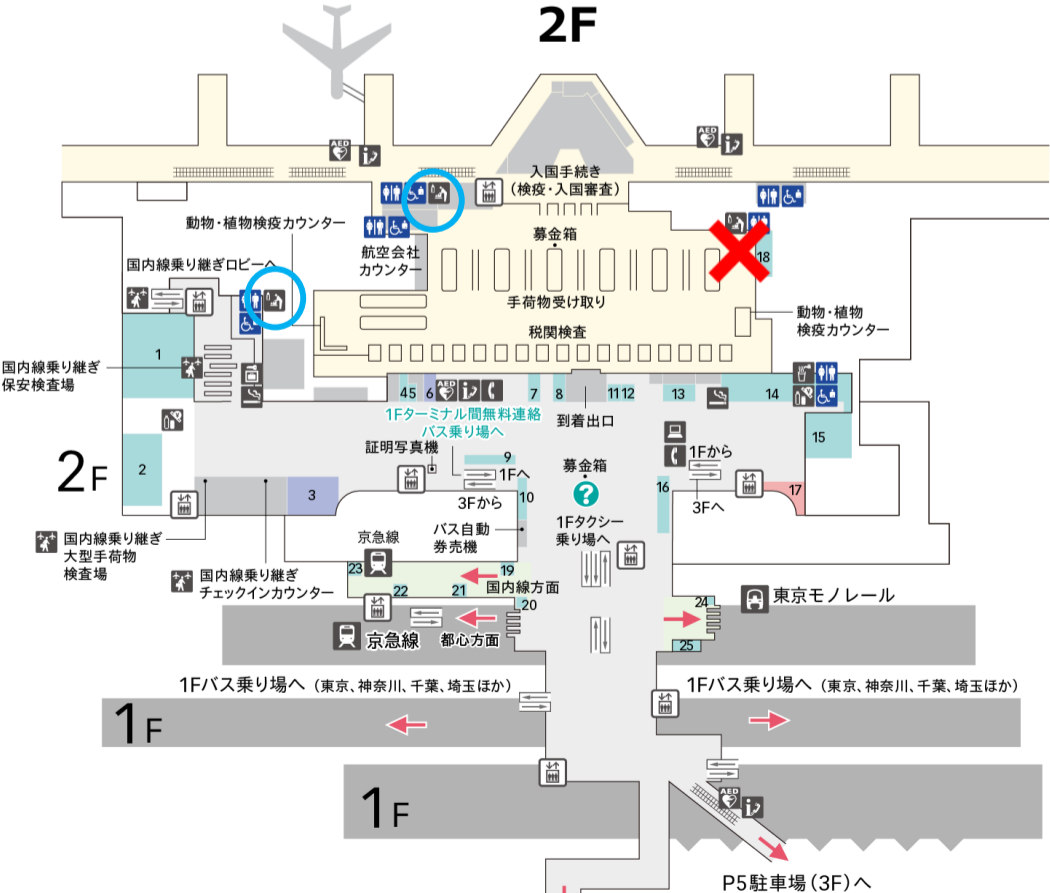 2F
AED
AED
入国手続き
(検疫・入国審査)
動物・植物検疫カウンター
航空会社
カウンター
募金箱
18
国内線乗り継ぎロビーへ
手荷物受け取り
動物・植物
検疫カウンター
税関検査
1
国内線乗り継ぎ
保安検査場
4 5 6
AED
7
8
11 12
13
14
1Fターミナル間無料連絡
バス乗り場へ
到着出口
15
証明写真機
9
1Fへ
募金箱
1Fから
2
2F
3
3Fから
10
?
16
3Fへ
17
1Fタクシー
乗り場へ
バス自動
券売機
国内線乗り継ぎ
大型手荷物
検査場
京急線
国内線乗り継ぎ
チェックインカウンター
23
19
22
21
国内線方面
20
24
東京モノレール
京急線
都心方面
25
1Fバス乗り場へ(東京、神奈川、千葉、埼玉ほか)
1Fバス乗り場へ(東京、神奈川、千葉、埼玉ほか)
1F
1F
AED
P5駐車場(3F)へ